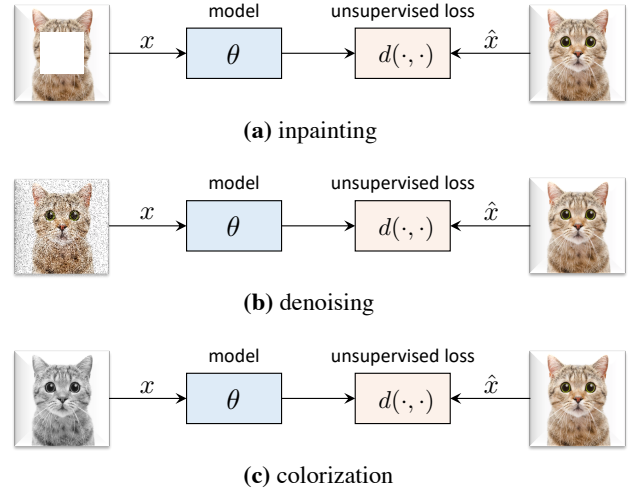 model unsupervised loss
x θ d(·, ·) x̂
(a) inpainting
model unsupervised loss
x θ d(·, ·) x̂
(b) denoising
model unsupervised loss
x θ d(·, ·) x̂
(c) colorization